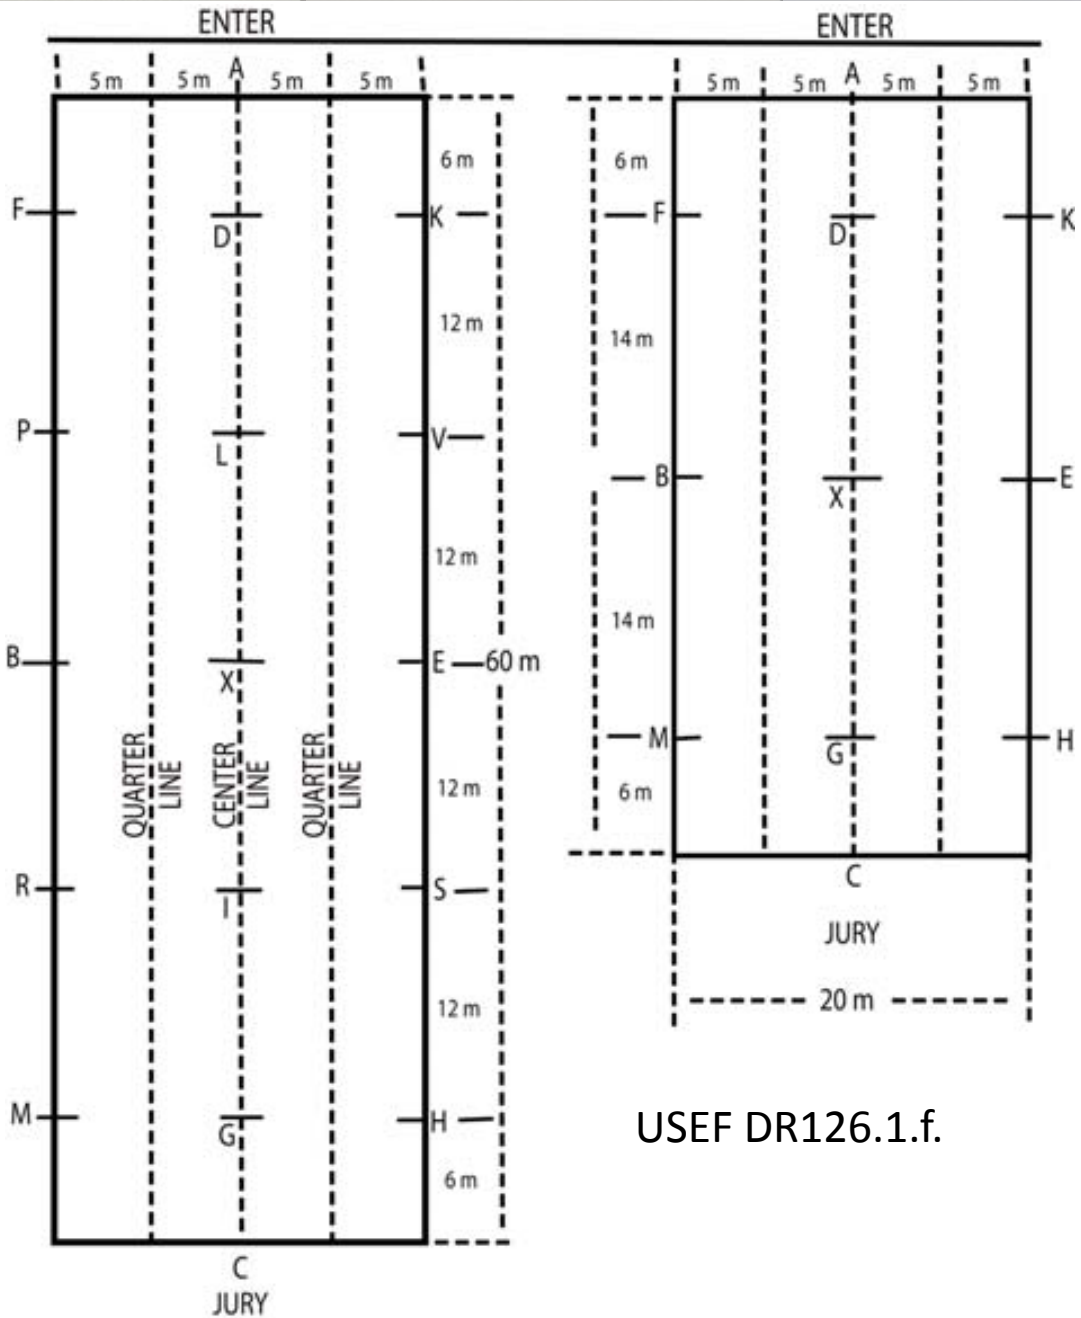 ENTER
ENTER
5 m 5 m A 5 m 5 m
5 m 5 m A 5 m 5 m
6 m
6 m
F D K
F D K
12 m
14 m
P L V
B X E
12 m
14 m
B X E 60 m
M G H
QUARTER LINE
CENTER LINE
QUARTER LINE
12 m
6 m
R I S
C
JURY
12 m
20 m
M G H
USEF DR126.1.f.
6 m
C
JURY